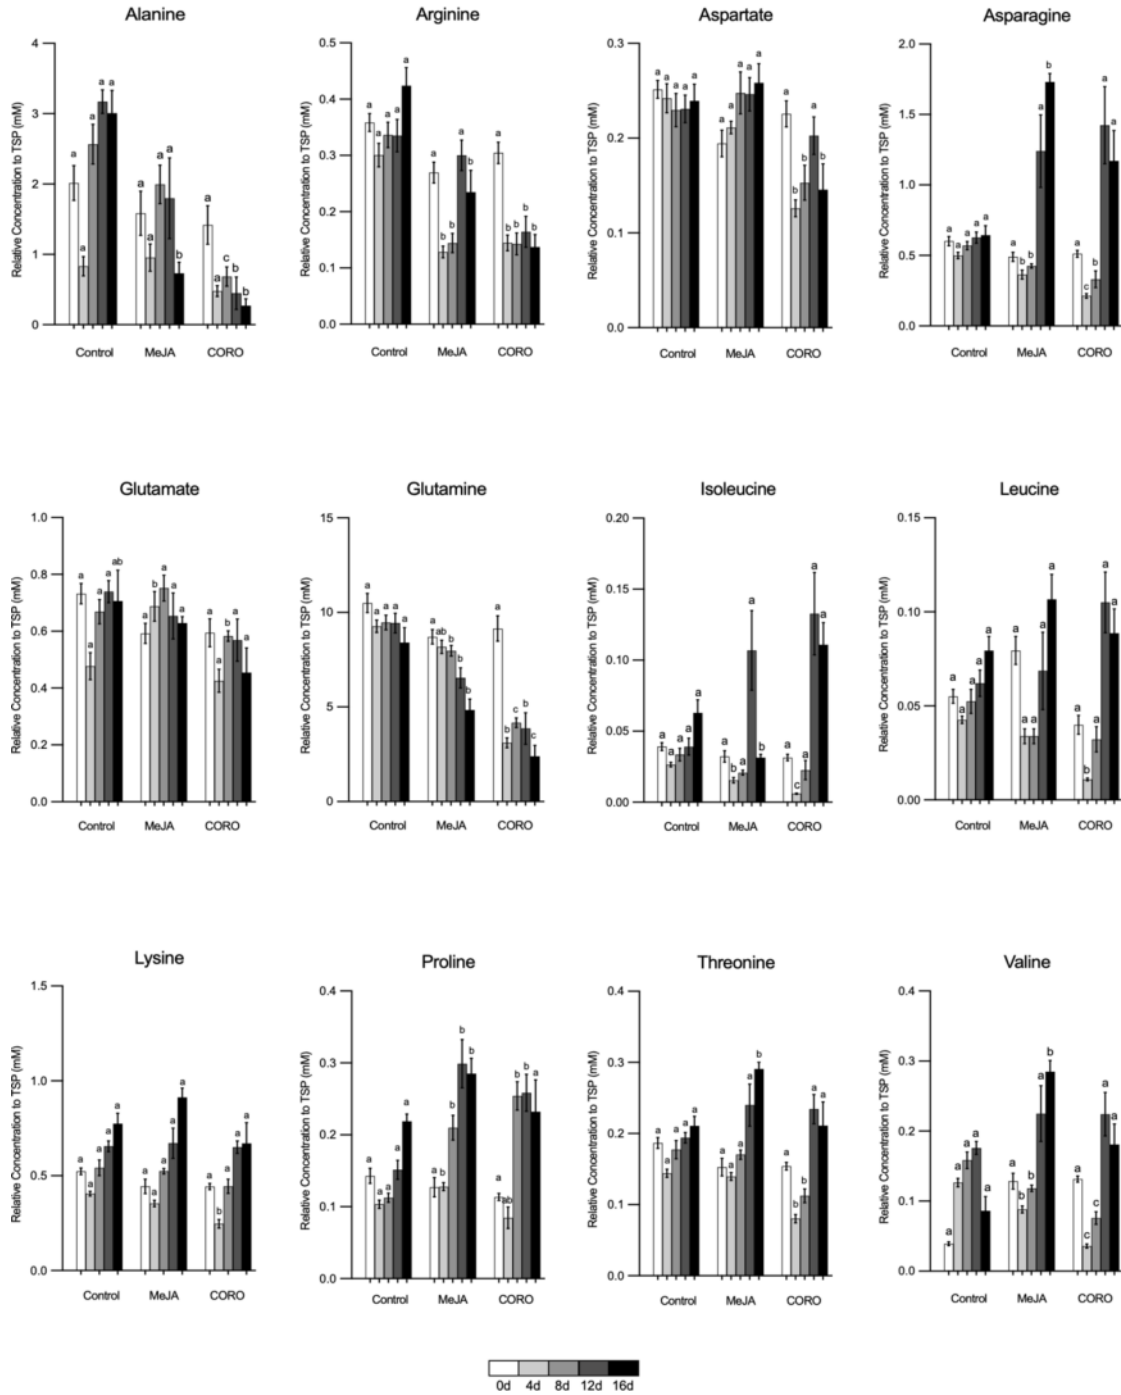 Alanine
Arginine
Aspartate
Asparagine
Relative Concentration to TSP (mM)
4
3
2
1
0
a a a a a
a a a a b
a a c b b
Control MeJA CORO
Relative Concentration to TSP (mM)
0.5
0.4
0.3
0.2
0.1
0.0
a a a a a
a b b a b
a b b b b
Control MeJA CORO
Relative Concentration to TSP (mM)
0.3
0.2
0.1
0.0
a a a a a
a a a a a
a b b a b
Control MeJA CORO
Relative Concentration to TSP (mM)
2.0
1.5
1.0
0.5
0.0
a a a a a
a b b a b
a c b a a
Control MeJA CORO
Glutamate
Glutamine
Isoleucine
Leucine
Relative Concentration to TSP (mM)
1.0
0.8
0.6
0.4
0.2
0.0
a a a a ab
a b a a a
a a b a a
Control MeJA CORO
Relative Concentration to TSP (mM)
15
10
5
0
a a a a a
a ab b b b
a b c b c
Control MeJA CORO
Relative Concentration to TSP (mM)
0.20
0.15
0.10
0.05
0.00
a a a a a
a b a a b
a c a a a
Control MeJA CORO
Relative Concentration to TSP (mM)
0.15
0.10
0.05
0.00
a a a a a
a a a a a
a b a a a
Control MeJA CORO
Lysine
Proline
Threonine
Valine
Relative Concentration to TSP (mM)
1.5
1.0
0.5
0.0
a a a a a
a a a a a
a b a a a
Control MeJA CORO
Relative Concentration to TSP (mM)
0.4
0.3
0.2
0.1
0.0
a a a a a
a a b b b
a ab b b a
Control MeJA CORO
Relative Concentration to TSP (mM)
0.4
0.3
0.2
0.1
0.0
a a a a a
a a a a b
a b b a a
Control MeJA CORO
Relative Concentration to TSP (mM)
0.4
0.3
0.2
0.1
0.0
a a a a a
a b b a b
a c c a a
Control MeJA CORO
0d 4d 8d 12d 16d